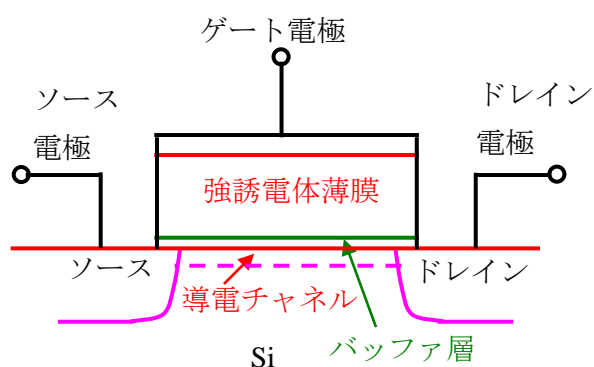 ゲート電極
ソース
電極
ドレイン
電極
強誘電体薄膜
ソース
ドレイン
導電チャネル
バッファ層
Si